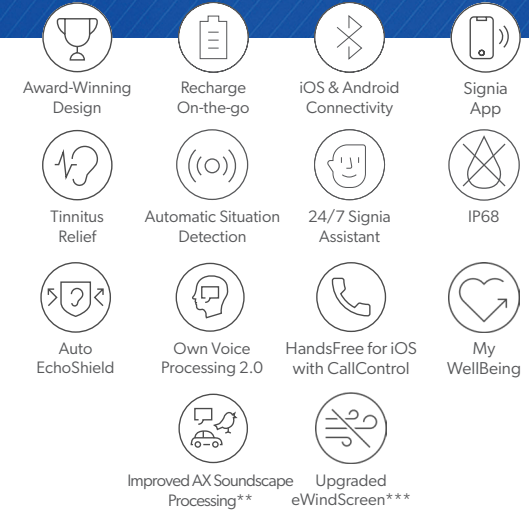 Award-Winning
Design
Recharge
On-the-go
iOS & Android
Connectivity
Signia
App
Tinnitus
Relief
Automatic Situation
Detection
24/7 Signia
Assistant
IP68
Auto
EchoShield
Own Voice
Processing 2.0
HandsFree for iOS
with CallControl
My
WellBeing
Improved AX Soundscape
Processing**
Upgraded
eWindScreen***